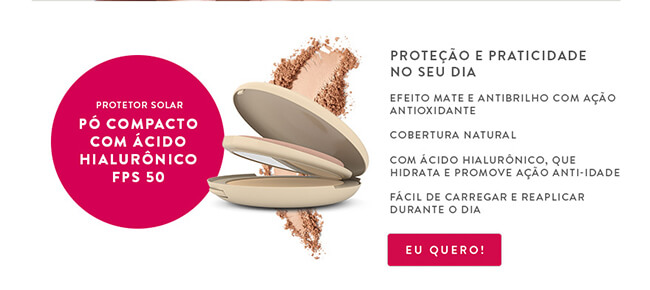 PROTETOR SOLAR
PÓ COMPACTO
COM ÁCIDO
HIALURÔNICO
FPS 50
PROTEÇÃO E PRATICIDADE
NO SEU DIA
EFEITO MATE E ANTIBRILHO COM AÇÃO
ANTIOXIDANTE
COBERTURA NATURAL
COM ÁCIDO HIALURÔNICO, QUE
HIDRATA E PROMOVE AÇÃO ANTI-IDADE
FÁCIL DE CARREGAR E REAPLICAR
DURANTE O DIA
EU QUERO!